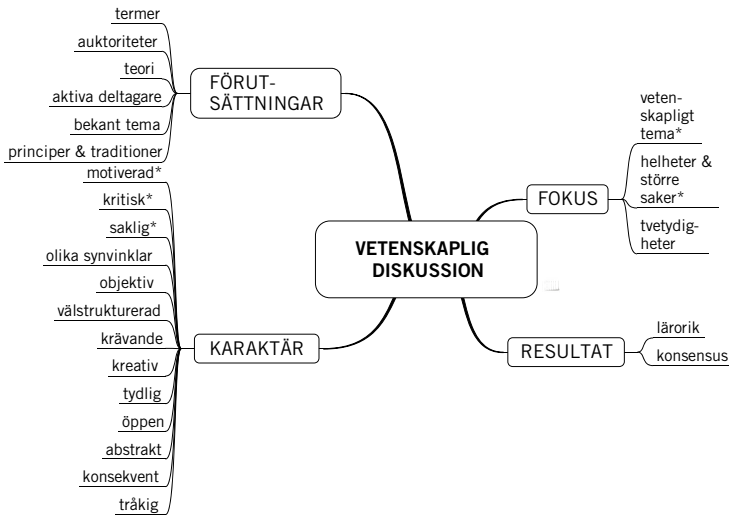 termer
auktoriteter
teori
aktiva deltagare
bekant tema
principer & traditioner
FÖRUT-
SÄTTNINGAR
motiverad*
kritisk*
saklig*
olika synvinklar
objektiv
välstrukturerad
krävande
kreativ
tydlig
öppen
abstrakt
konsekvent
tråkig
KARAKTÄR
VETENSKAPLIG
DISKUSSION
FOKUS
veten-
skapligt
tema*
helheter &
större
saker*
tvetydig-
heter
RESULTAT
lärorik
konsensus